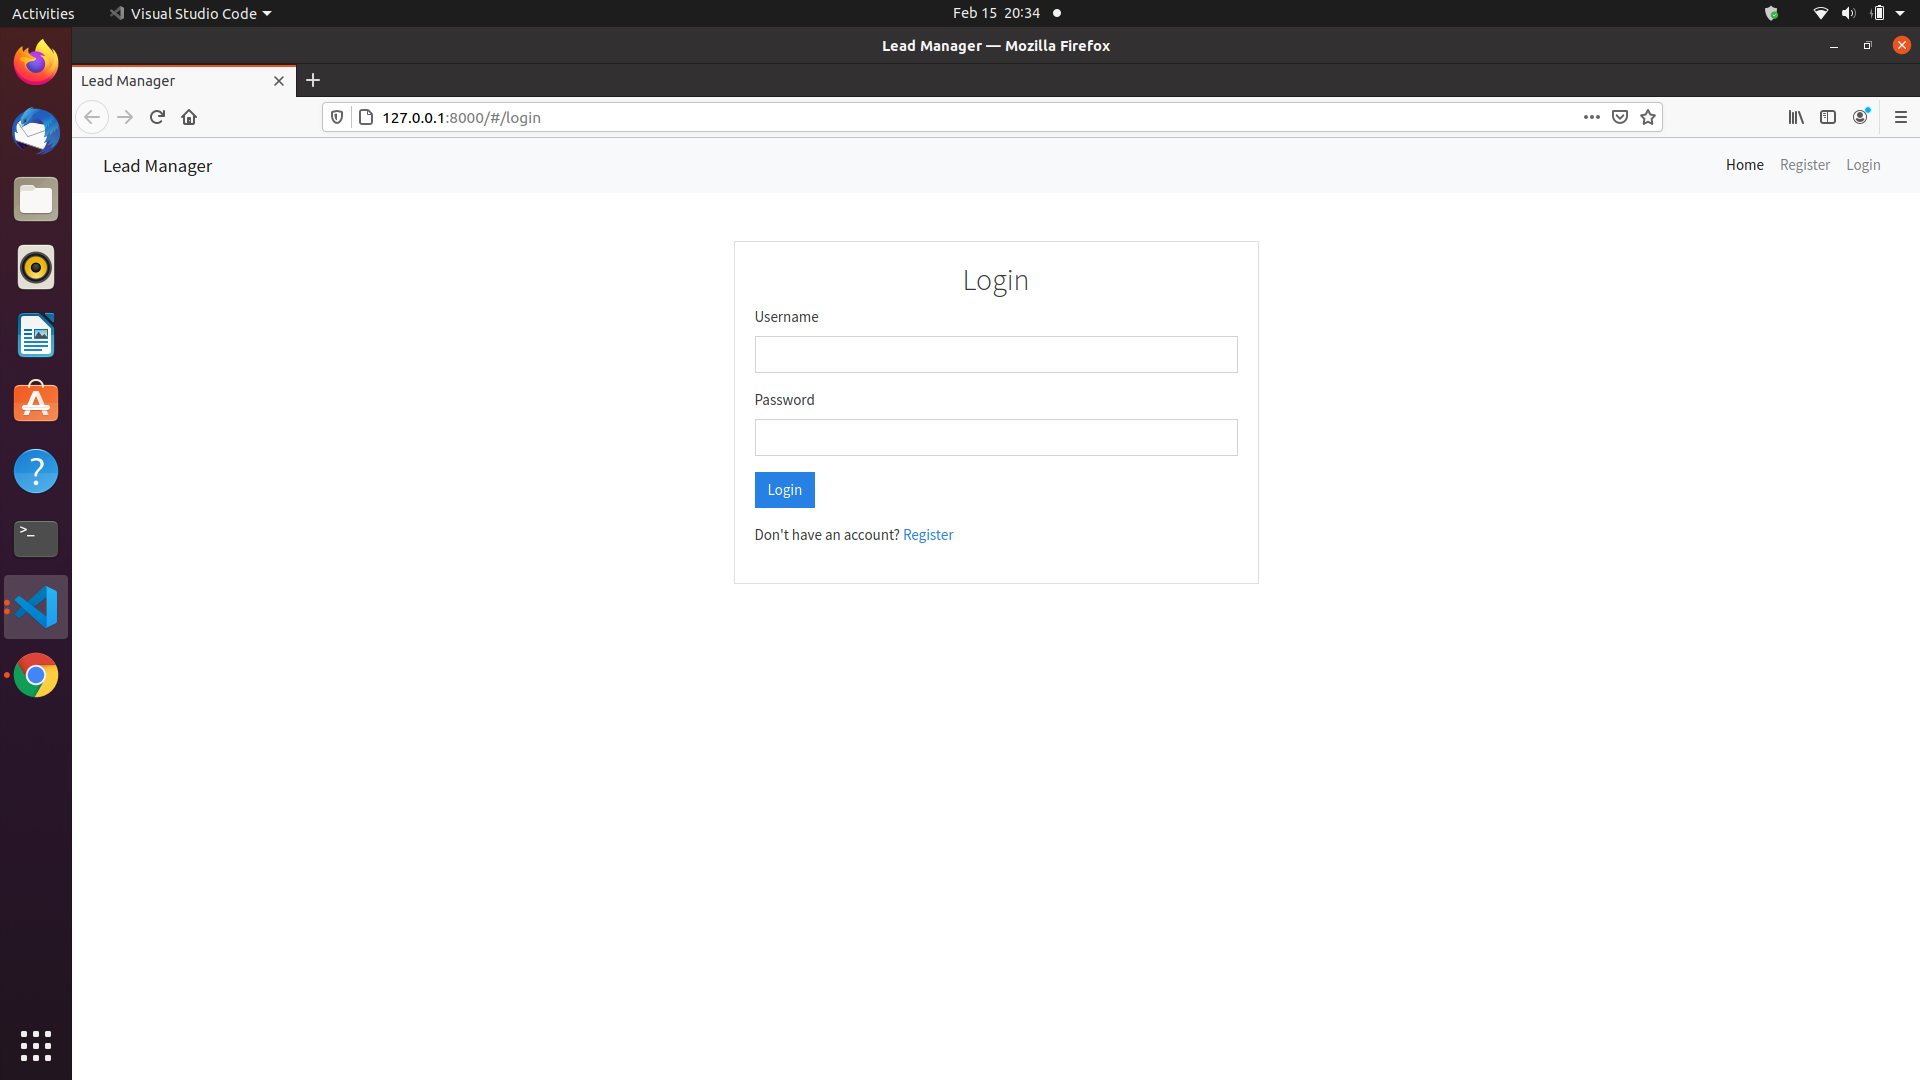 Activities
Visual Studio Code
Feb 15 20:34
Lead Manager — Mozilla Firefox
Lead Manager
127.0.0.1:8000/#/login
Lead Manager
Home
Register
Login
Login
Username
Password
Login
Don't have an account? Register